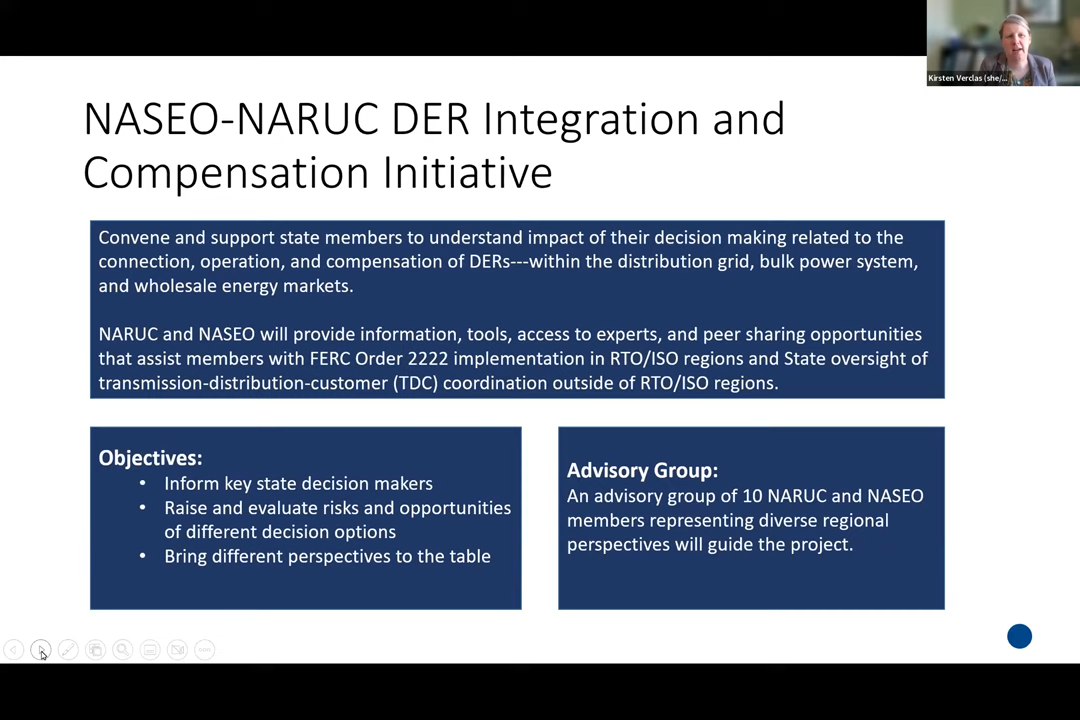 Kirsten Verclas (she/...
NASEO-NARUC DER Integration and
Compensation Initiative
Convene and support state members to understand impact of their decision making related to the
connection, operation, and compensation of DERs---within the distribution grid, bulk power system,
and wholesale energy markets.
NARUC and NASEO will provide information, tools, access to experts, and peer sharing opportunities
that assist members with FERC Order 2222 implementation in RTO/ISO regions and State oversight of
transmission-distribution-customer (TDC) coordination outside of RTO/ISO regions.
Objectives:
• Inform key state decision makers
• Raise and evaluate risks and opportunities
of different decision options
• Bring different perspectives to the table
Advisory Group:
An advisory group of 10 NARUC and NASEO
members representing diverse regional
perspectives will guide the project.